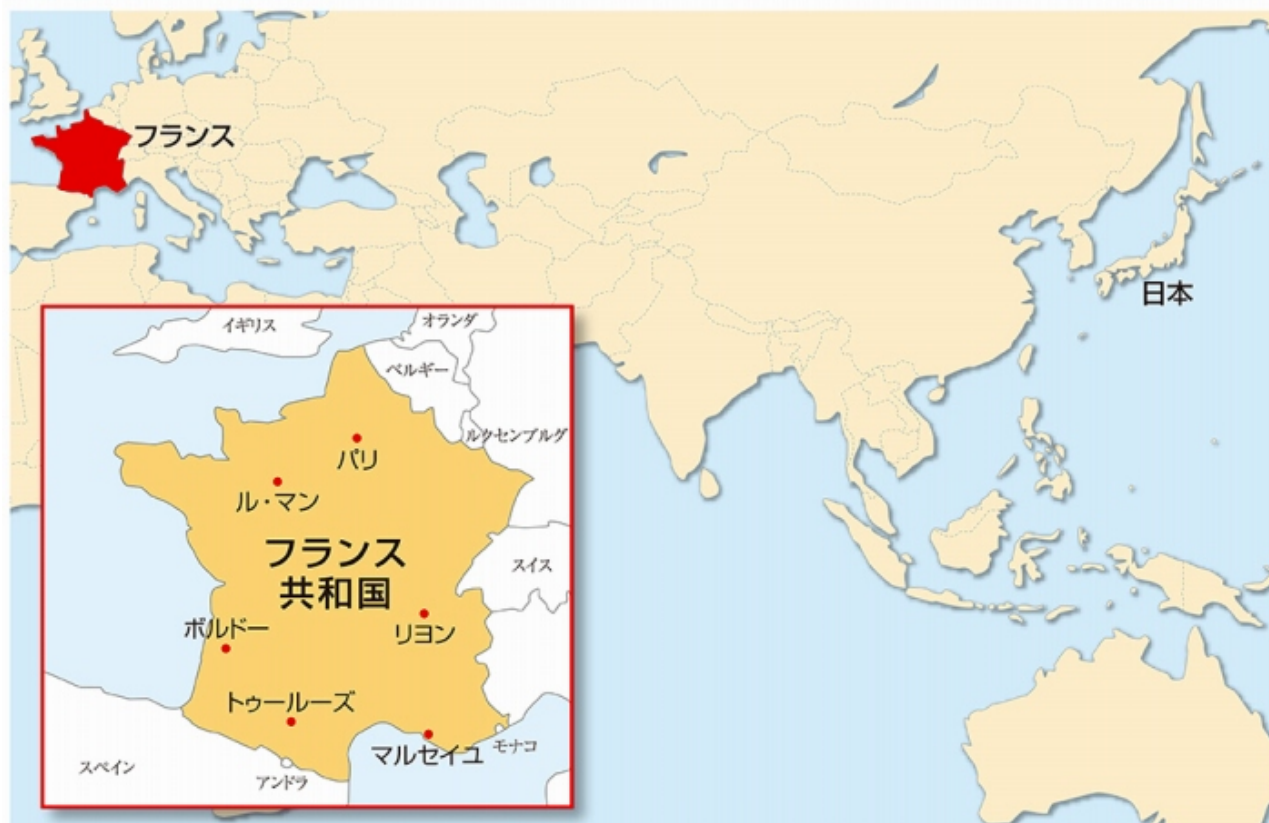 フランス
日本
イギリス
オランダ
ベルギー
ルクセンブルグ
パリ
ル・マン
フランス
共和国
スイス
ボルドー
リヨン
トゥールーズ
マルセイユ
モナコ
スペイン
アンドラ